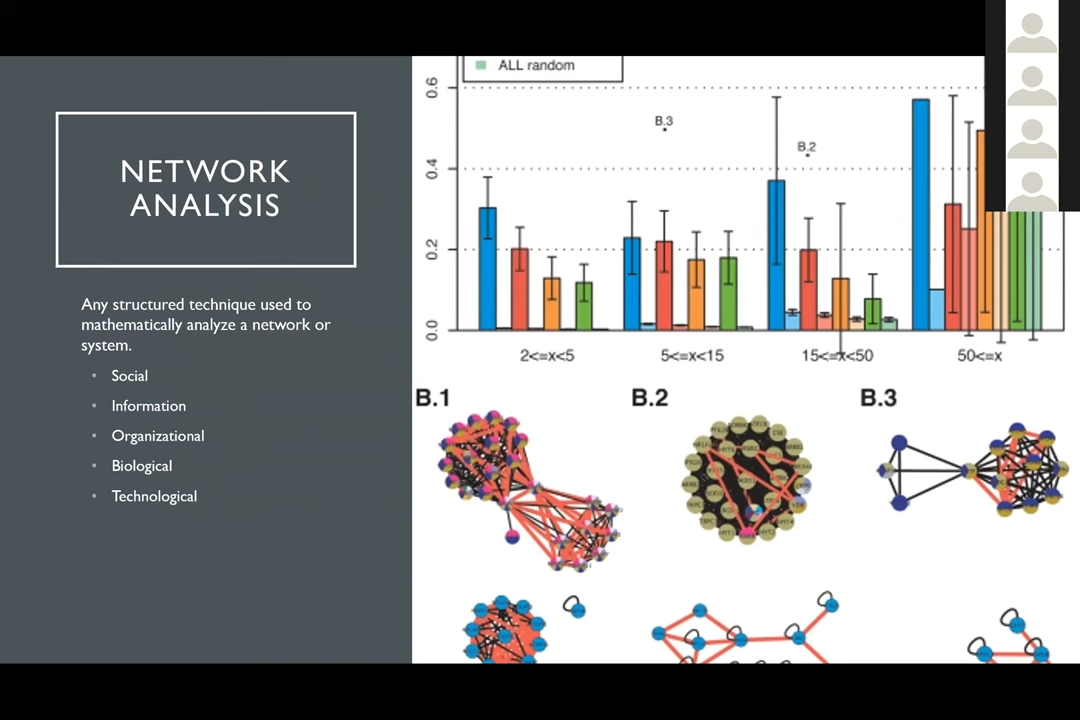 NETWORK
ANALYSIS
Any structured technique used to
mathematically analyze a network or
system.
• Social
• Information
• Organizational
• Biological
• Technological
ALL random
0.6
0.4
0.2
0.0
B.3
B.2
2<=x<5
5<=x<15
15<=x<50
50<=x
B.1
B.2
B.3